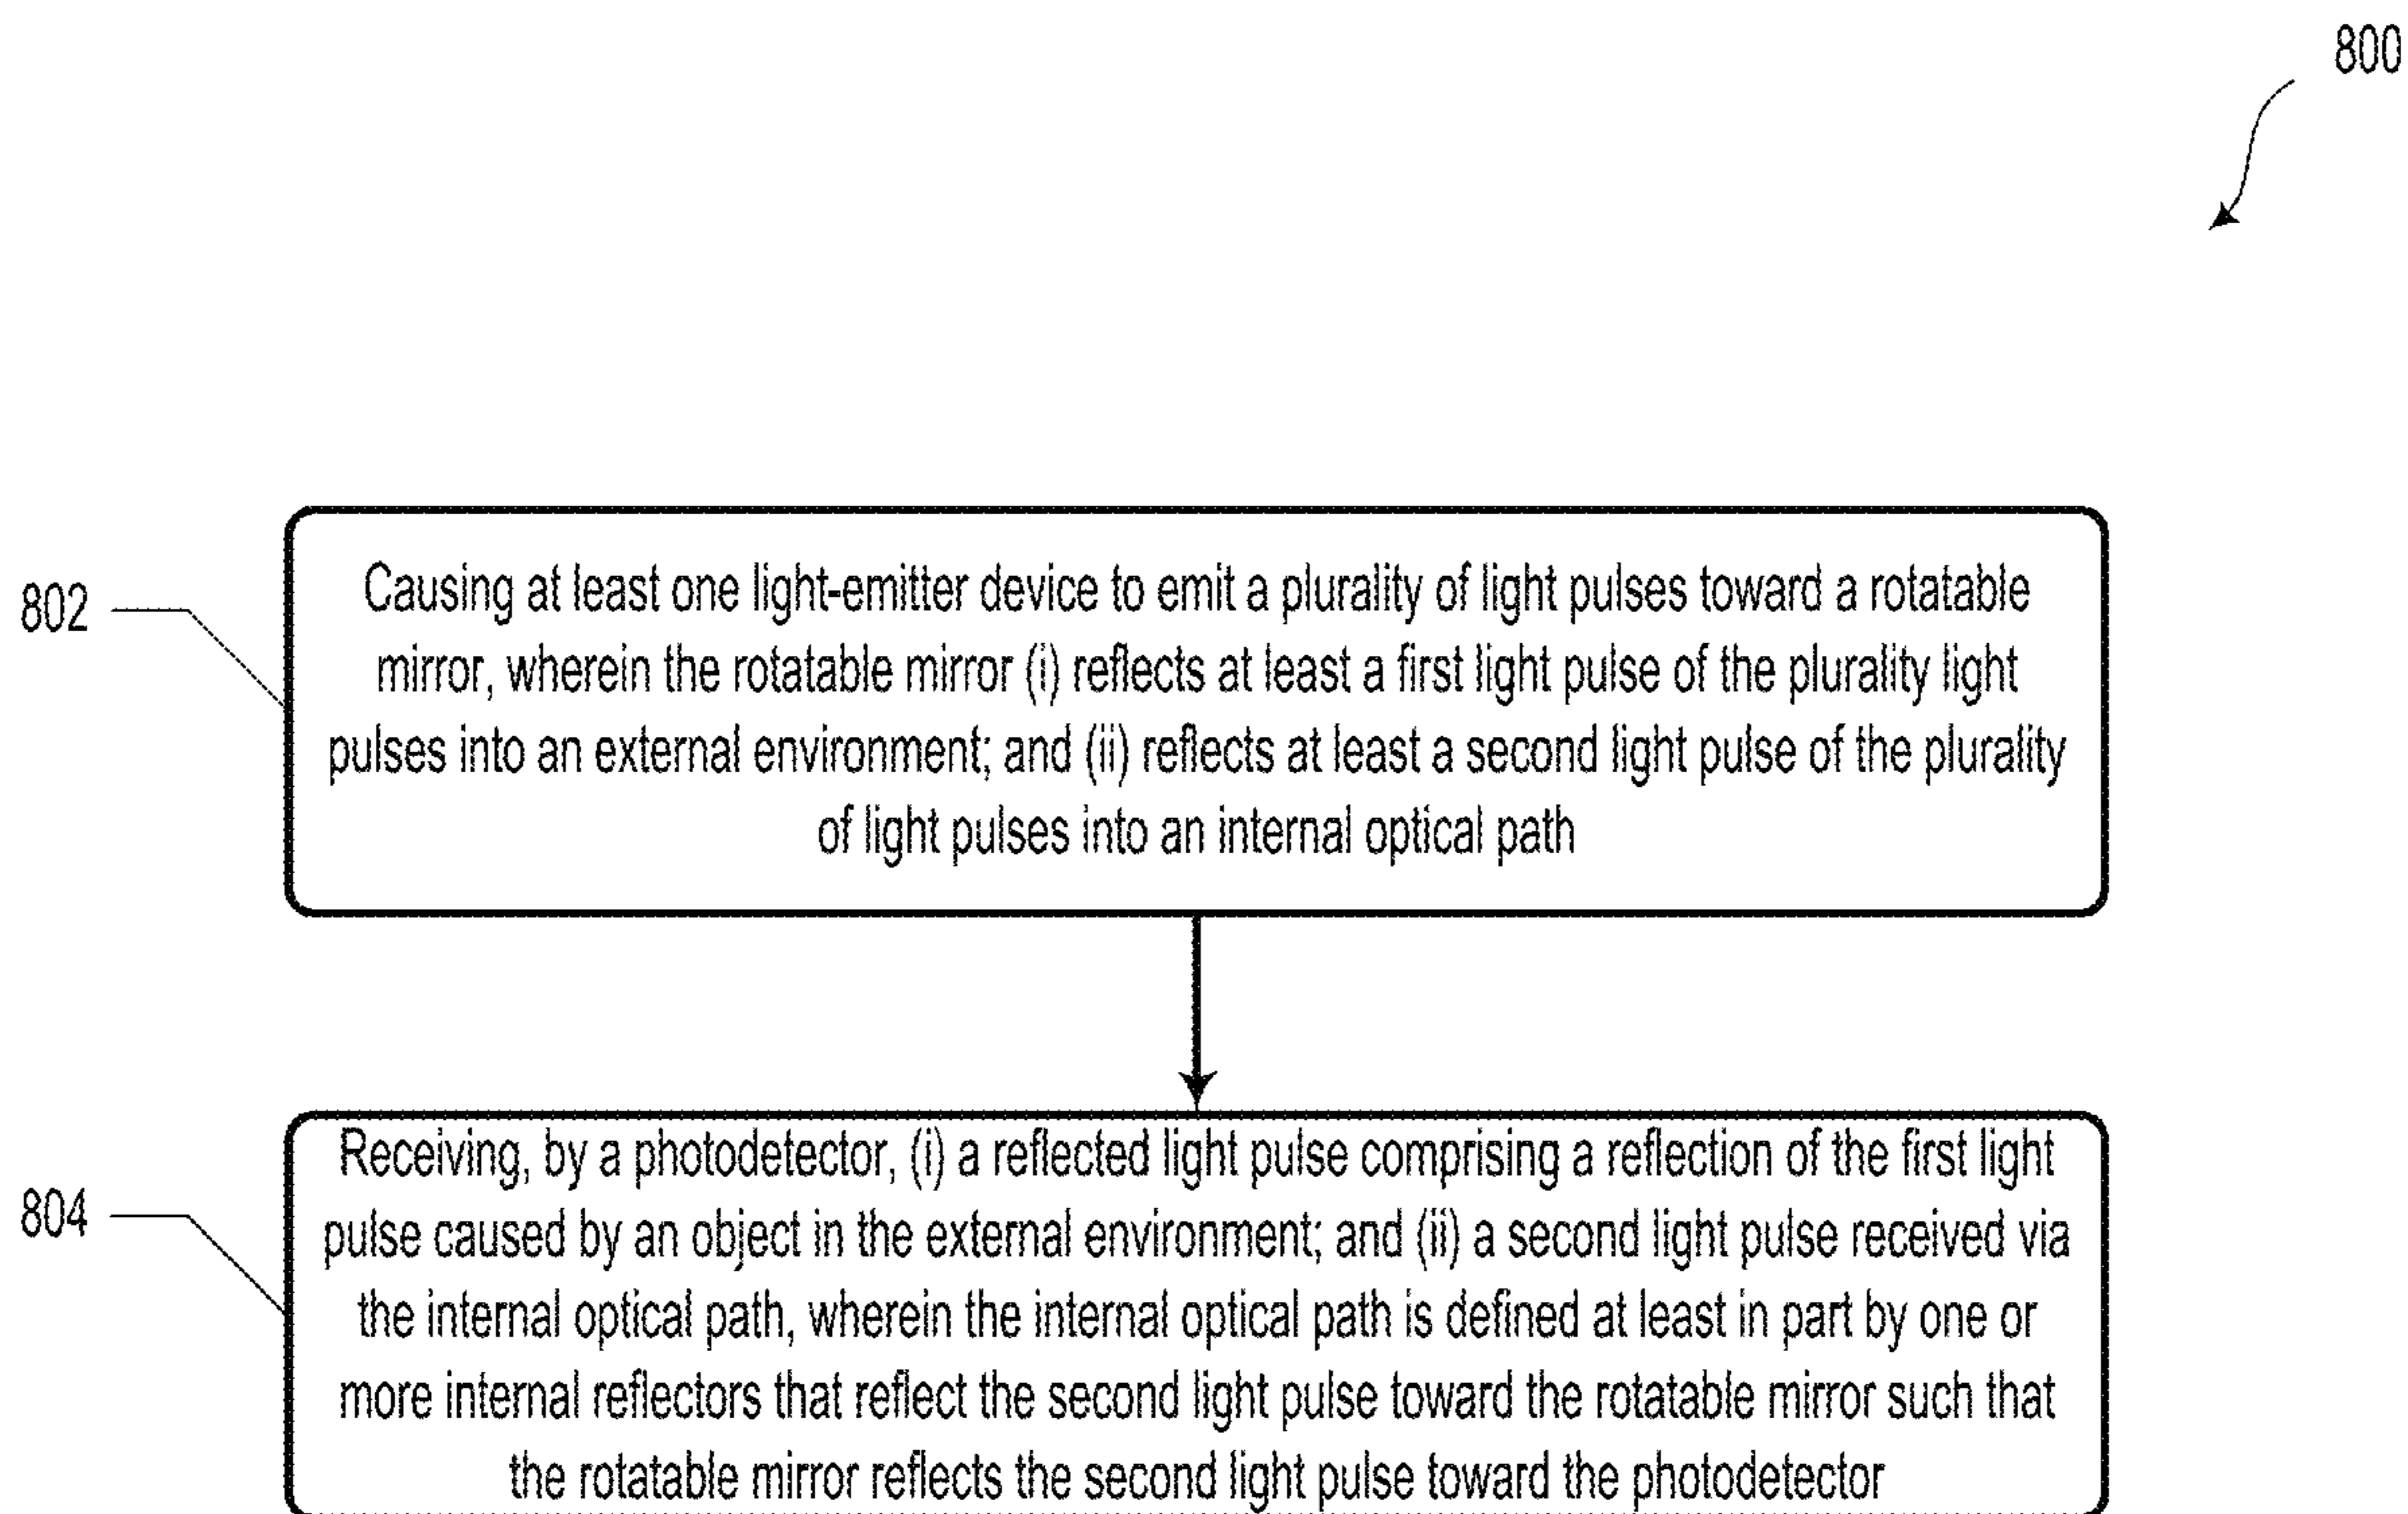 800
802
Causing at least one light-emitter device to emit a plurality of light pulses toward a rotatable
mirror, wherein the rotatable mirror (i) reflects at least a first light pulse of the plurality light
pulses into an external environment; and (ii) reflects at least a second light pulse of the plurality
of light pulses into an internal optical path
804
Receiving, by a photodetector, (i) a reflected light pulse comprising a reflection of the first light
pulse caused by an object in the external environment; and (ii) a second light pulse received via
the internal optical path, wherein the internal optical path is defined at least in part by one or
more internal reflectors that reflect the second light pulse toward the rotatable mirror such that
the rotatable mirror reflects the second light pulse toward the photodetector